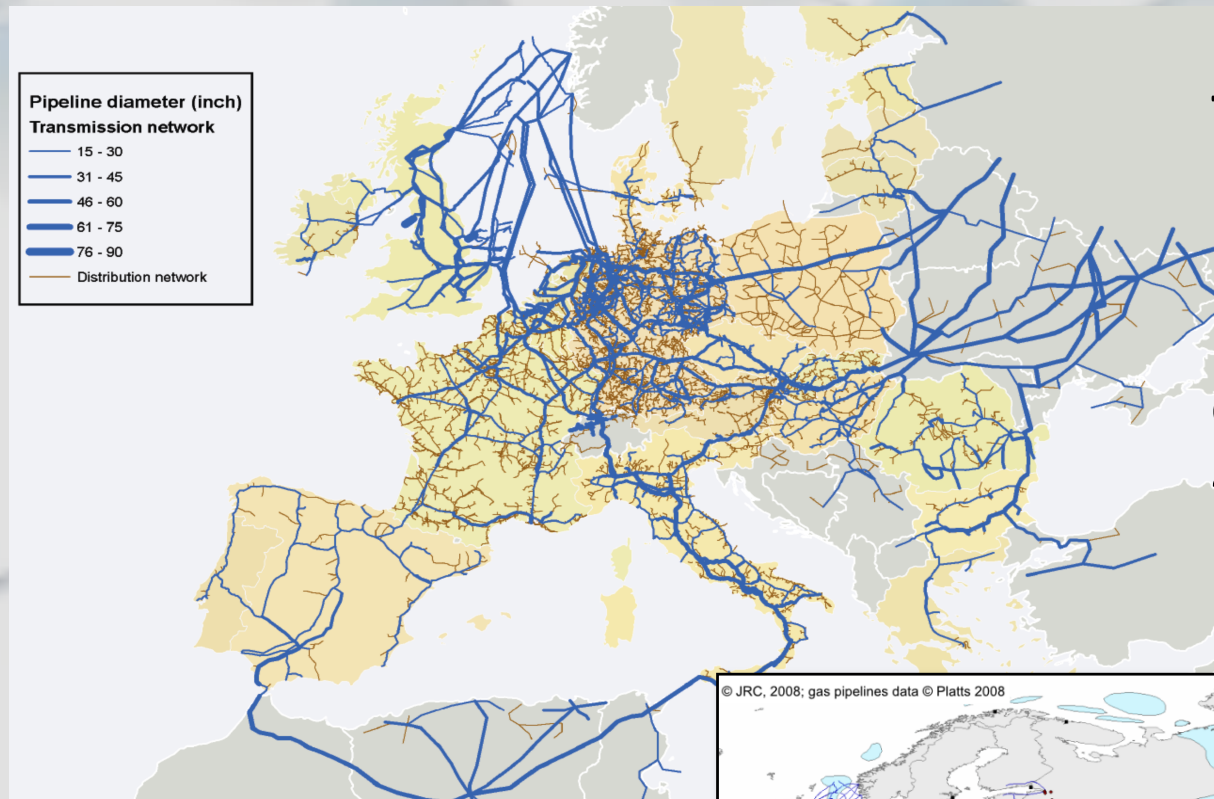 Pipeline diameter (inch)
Transmission network
15 - 30
31 - 45
46 - 60
61 - 75
76 - 90
Distribution network
© JRC, 2008; gas pipelines data © Platts 2008